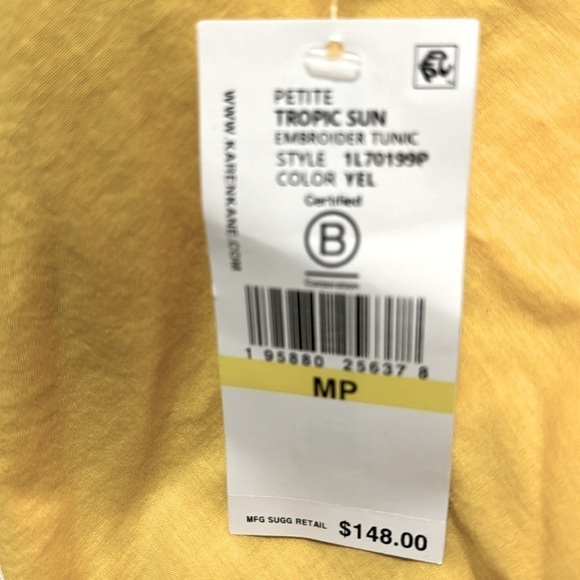 WWW.KARENKANE.COM
PETITE
TROPIC SUN
EMBROIDER TUNIC
STYLE 1L70199P
COLOR YEL
Certified
B
Corporation
1 95880 25637 8
MP
MFG SUGG RETAIL $148.00